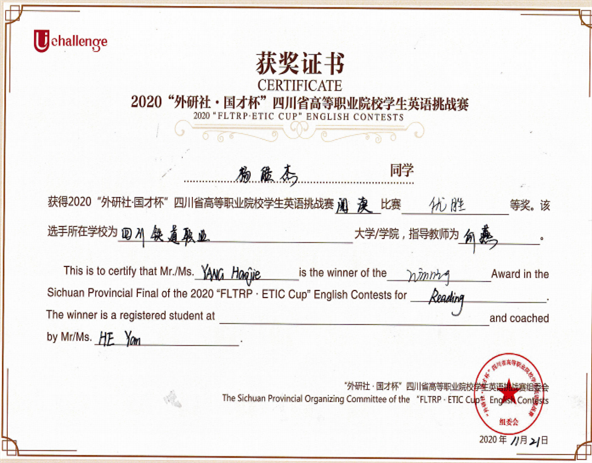 Uchallenge
获奖证书
CERTIFICATE
2020“外研社·国才杯”四川省高等职业院校学生英语挑战赛
2020 “FLTRP·ETIC CUP” ENGLISH CONTESTS
杨 杰 同学
获得2020“外研社·国才杯”四川省高等职业院校学生英语挑战赛 阅读 比赛 优胜 等奖。该
选手所在学校为 四川铁道职业 大学/学院，指导教师为 何燕 。
This is to certify that Mr./Ms. YANG Haojie is the winner of the winning Award in the
Sichuan Provincial Final of the 2020 “FLTRP · ETIC Cup” English Contests for Reading .
The winner is a registered student at and coached
by Mr/Ms. HE Yan .
“外研社 · 国才杯” 四川省高等职业院校学生英语挑战赛组委会
The Sichuan Provincial Organizing Committee of the “FLTRP · ETIC Cup” English Contests
组委会
2020 年 11月 21日